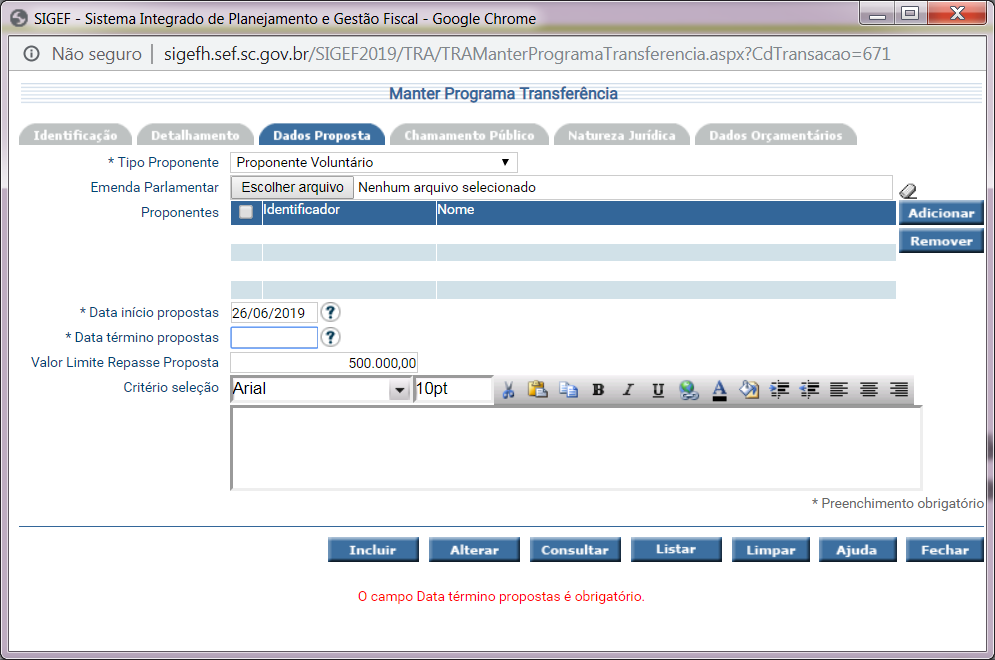 SIGEF - Sistema Integrado de Planejamento e Gestão Fiscal - Google Chrome
Não seguro | sigefh.sef.sc.gov.br/SIGEF2019/TRA/TRAManterProgramaTransferencia.aspx?CdTransacao=671
Manter Programa Transferência
Identificação Detalhamento Dados Proposta Chamamento Público Natureza Jurídica Dados Orçamentários
* Tipo Proponente Proponente Voluntário
Emenda Parlamentar Escolher arquivo Nenhum arquivo selecionado
Proponentes Identificador Nome Adicionar
Remover
* Data início propostas 26/06/2019 ?
* Data término propostas ?
Valor Limite Repasse Proposta 500.000,00
Critério seleção Arial 10pt B I U A
* Preenchimento obrigatório
Incluir Alterar Consultar Listar Limpar Ajuda Fechar
O campo Data término propostas é obrigatório.